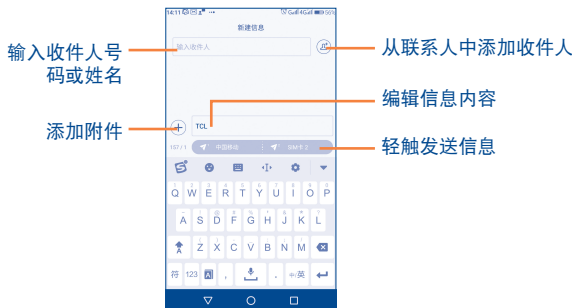 14:11
56%
新建信息
输入收件人号
码或姓名
输入收件人
从联系人中添加收件人
编辑信息内容
添加附件
TCL
157 / 1
中国移动
SIM卡 2
轻触发送信息
Q W E R T Y U I O P
A S D F G H J K L
Z X C V B N M
符 123 , . 中/英